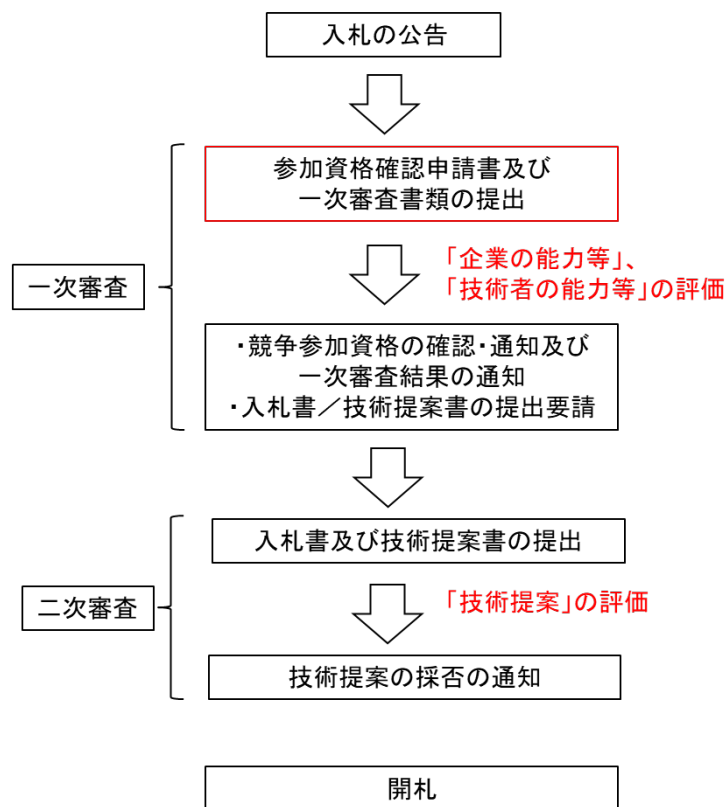 入札の公告
参加資格確認申請書及び
一次審査書類の提出
「企業の能力等」、
「技術者の能力等」の評価
一次審査
・競争参加資格の確認・通知及び
一次審査結果の通知
・入札書／技術提案書の提出要請
入札書及び技術提案書の提出
二次審査
「技術提案」の評価
技術提案の採否の通知
開札